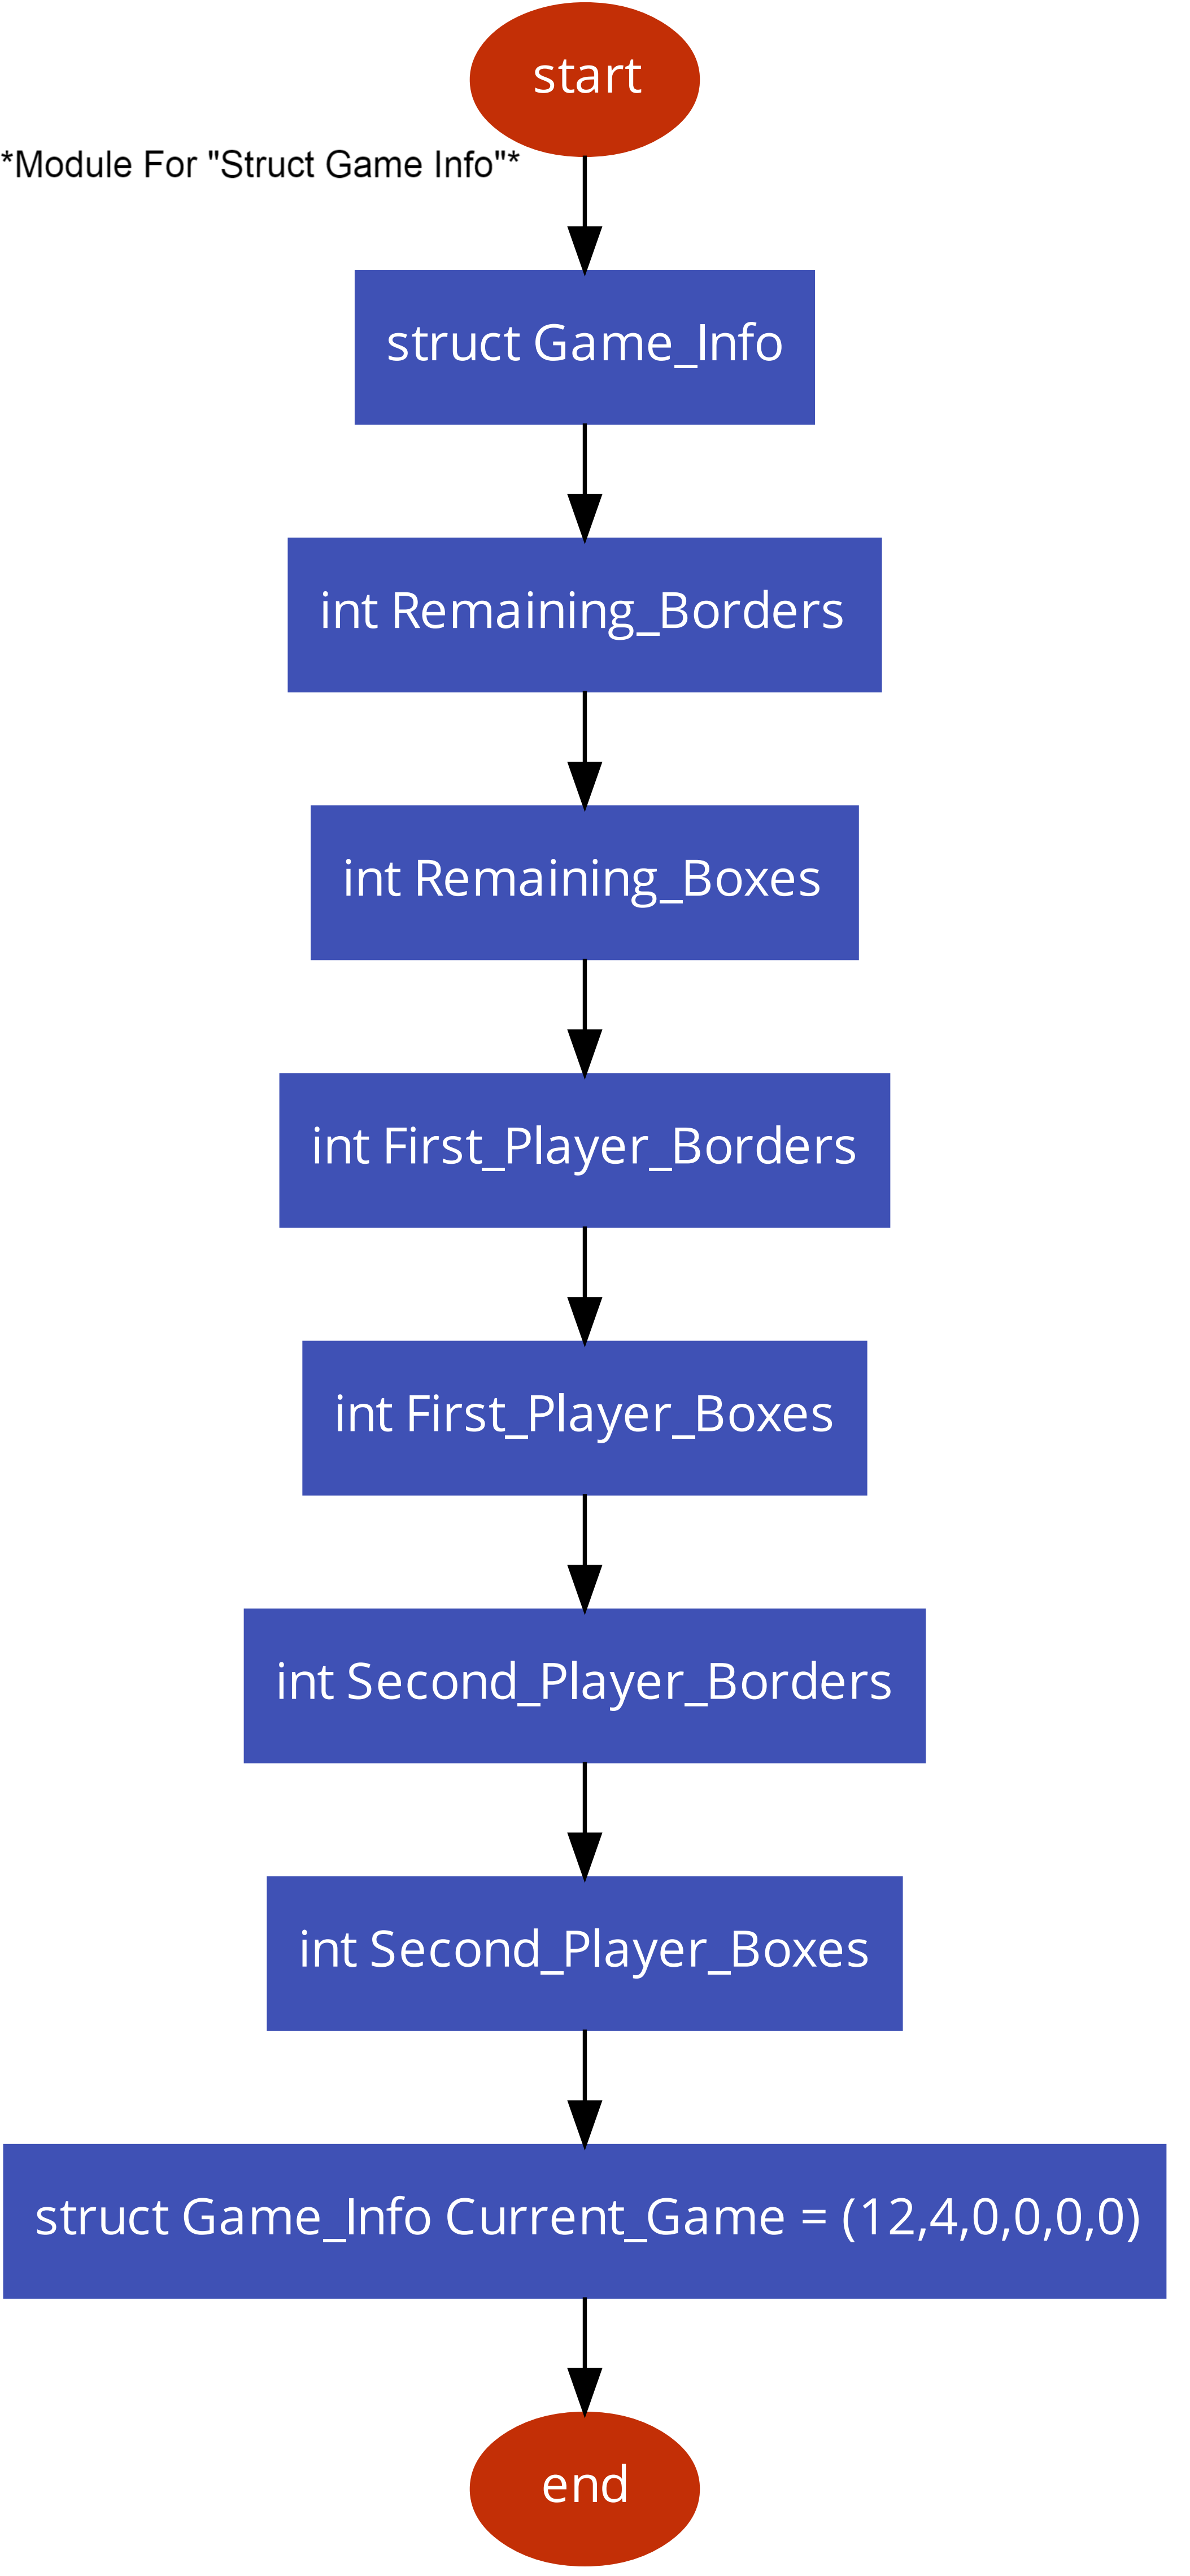 start
*Module For "Struct Game Info"*
struct Game_Info
int Remaining_Borders
int Remaining_Boxes
int First_Player_Borders
int First_Player_Boxes
int Second_Player_Borders
int Second_Player_Boxes
struct Game_Info Current_Game = (12,4,0,0,0,0)
end